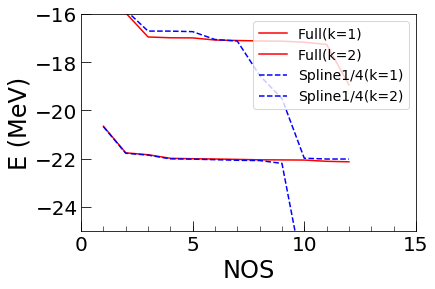 −16
−18
−20
−22
−24
E (MeV)
Full(k=1)
Full(k=2)
Spline1/4(k=1)
Spline1/4(k=2)
0 5 10 15
NOS